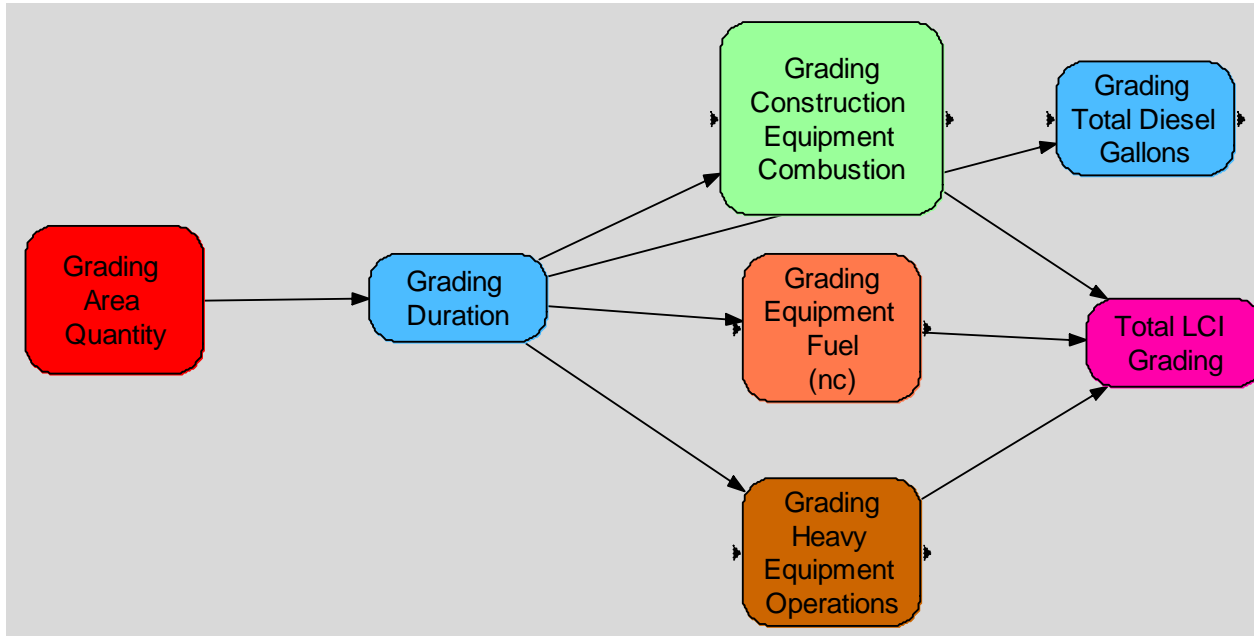 Grading
Area
Quantity
Grading
Duration
Grading
Construction
Equipment
Combustion
Grading
Equipment
Fuel
(nc)
Grading
Heavy
Equipment
Operations
Grading
Total Diesel
Gallons
Total LCI
Grading